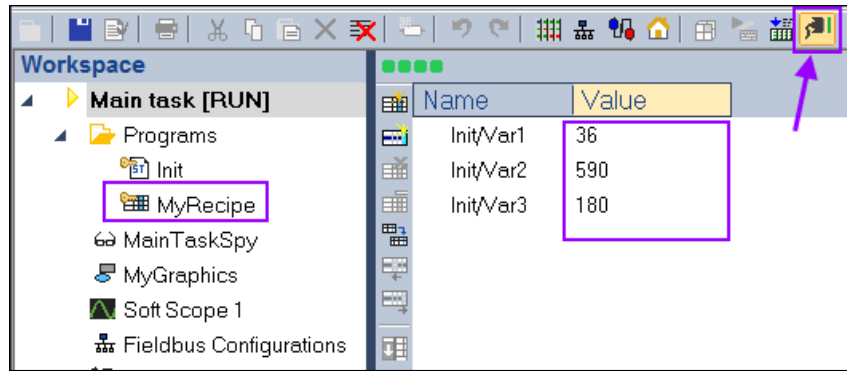 Workspace
Main task [RUN]
Programs
Init
MyRecipe
MainTaskSpy
MyGraphics
Soft Scope 1
Fieldbus Configurations
Name Value
Init/Var1 36
Init/Var2 590
Init/Var3 180